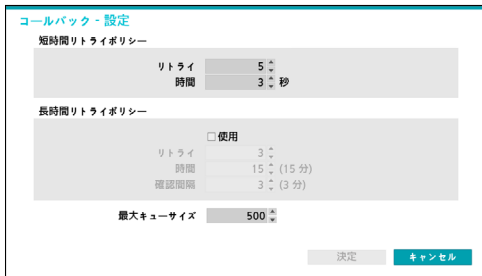 コールバック - 設定
短時間リトライポリシー
リトライ 5
時間 3 秒
長時間リトライポリシー
使用
リトライ 3
時間 15 (15 分)
確認間隔 3 (3 分)
最大キューサイズ 500
決定 キャンセル